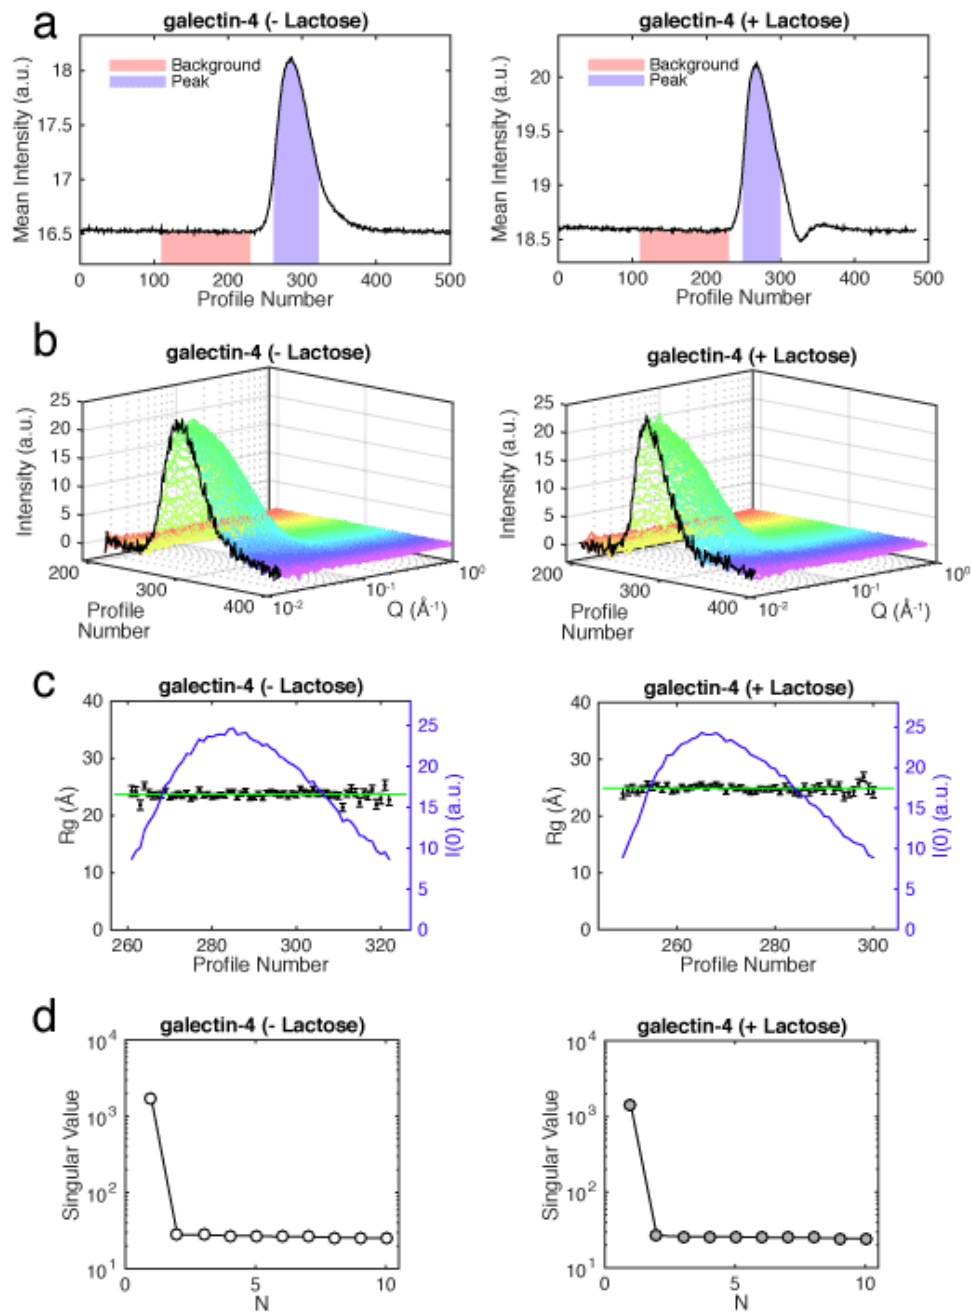 a
galectin-4 (- Lactose)
galectin-4 (+ Lactose)
Mean Intensity (a.u.)
18
17.5
17
16.5
Background
Peak
0 100 200 300 400 500
Profile Number
Mean Intensity (a.u.)
20
19.5
19
18.5
Background
Peak
0 100 200 300 400 500
Profile Number
b
galectin-4 (- Lactose)
galectin-4 (+ Lactose)
Intensity (a.u.)
25
20
15
10
5
0
200
300
400
Profile
Number
10⁻²
10⁻¹
10⁰
Q (Å⁻¹)
Intensity (a.u.)
25
20
15
10
5
0
200
300
400
Profile
Number
10⁻²
10⁻¹
10⁰
Q (Å⁻¹)
c
galectin-4 (- Lactose)
galectin-4 (+ Lactose)
Rg (Å)
40
30
20
10
0
260 280 300 320
Profile Number
25
20
15
10
5
0
I(0) (a.u.)
Rg (Å)
40
30
20
10
0
260 280 300
Profile Number
25
20
15
10
5
0
I(0) (a.u.)
d
galectin-4 (- Lactose)
galectin-4 (+ Lactose)
Singular Value
10⁴
10³
10²
10¹
0 5 10
N
Singular Value
10⁴
10³
10²
10¹
0 5 10
N